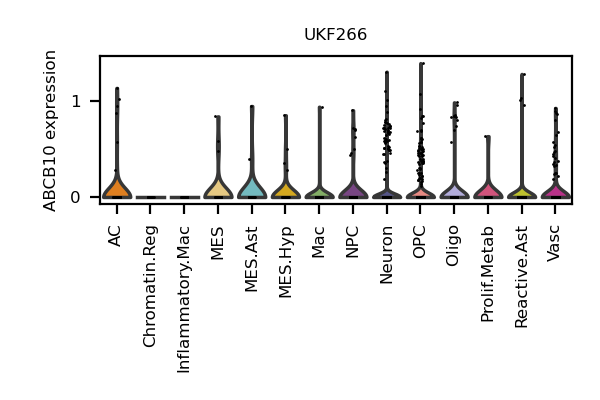 UKF266
ABCB10 expression
1
0
AC
Chromatin.Reg
Inflammatory.Mac
MES
MES.Ast
MES.Hyp
Mac
NPC
Neuron
OPC
Oligo
Prolif.Metab
Reactive.Ast
Vasc